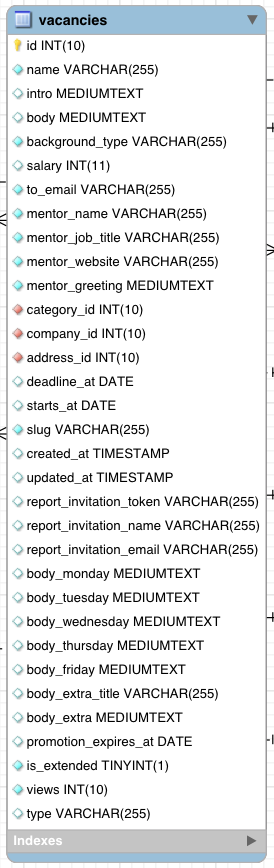 vacancies
id INT(10)
name VARCHAR(255)
intro MEDIUMTEXT
body MEDIUMTEXT
background_type VARCHAR(255)
salary INT(11)
to_email VARCHAR(255)
mentor_name VARCHAR(255)
mentor_job_title VARCHAR(255)
mentor_website VARCHAR(255)
mentor_greeting MEDIUMTEXT
category_id INT(10)
company_id INT(10)
address_id INT(10)
deadline_at DATE
starts_at DATE
slug VARCHAR(255)
created_at TIMESTAMP
updated_at TIMESTAMP
report_invitation_token VARCHAR(255)
report_invitation_name VARCHAR(255)
report_invitation_email VARCHAR(255)
body_monday MEDIUMTEXT
body_tuesday MEDIUMTEXT
body_wednesday MEDIUMTEXT
body_thursday MEDIUMTEXT
body_friday MEDIUMTEXT
body_extra_title VARCHAR(255)
body_extra MEDIUMTEXT
promotion_expires_at DATE
is_extended TINYINT(1)
views INT(10)
type VARCHAR(255)
Indexes